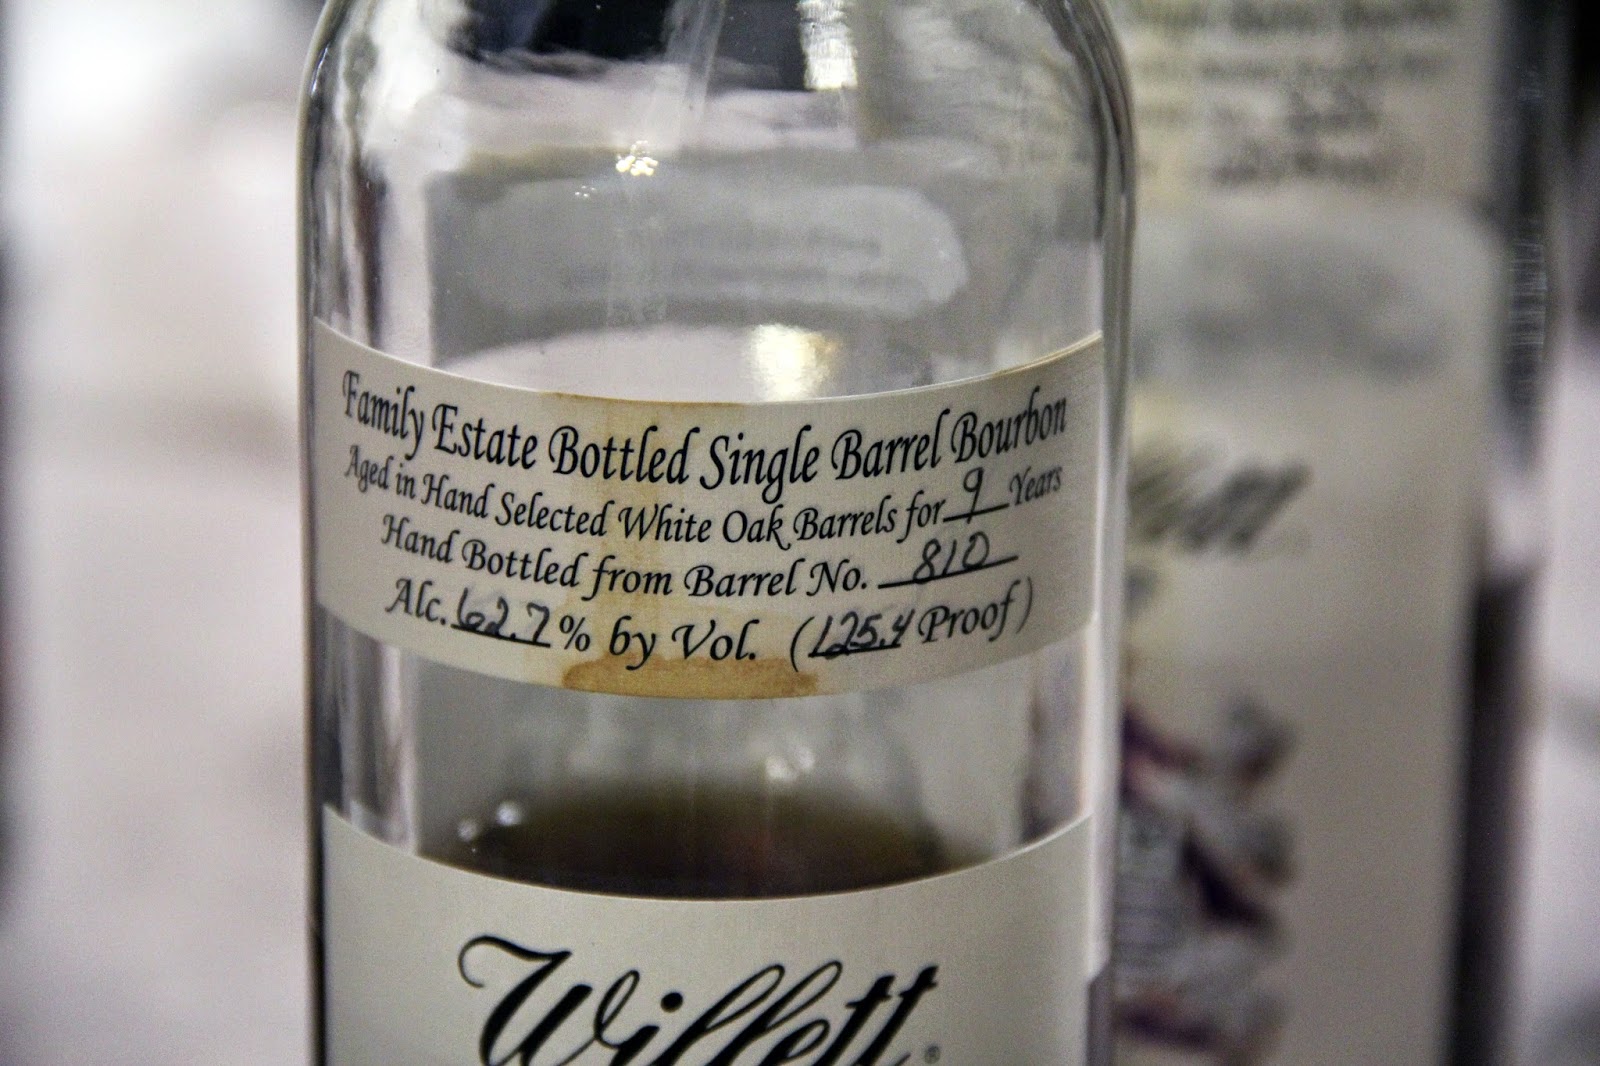 Family Estate Bottled Single Barrel Bourbon
Aged in Hand Selected White Oak Barrels for 9 Years
Hand Bottled from Barrel No. 810
Alc. 62.7 % by Vol. (125.4 Proof)
Willett ®